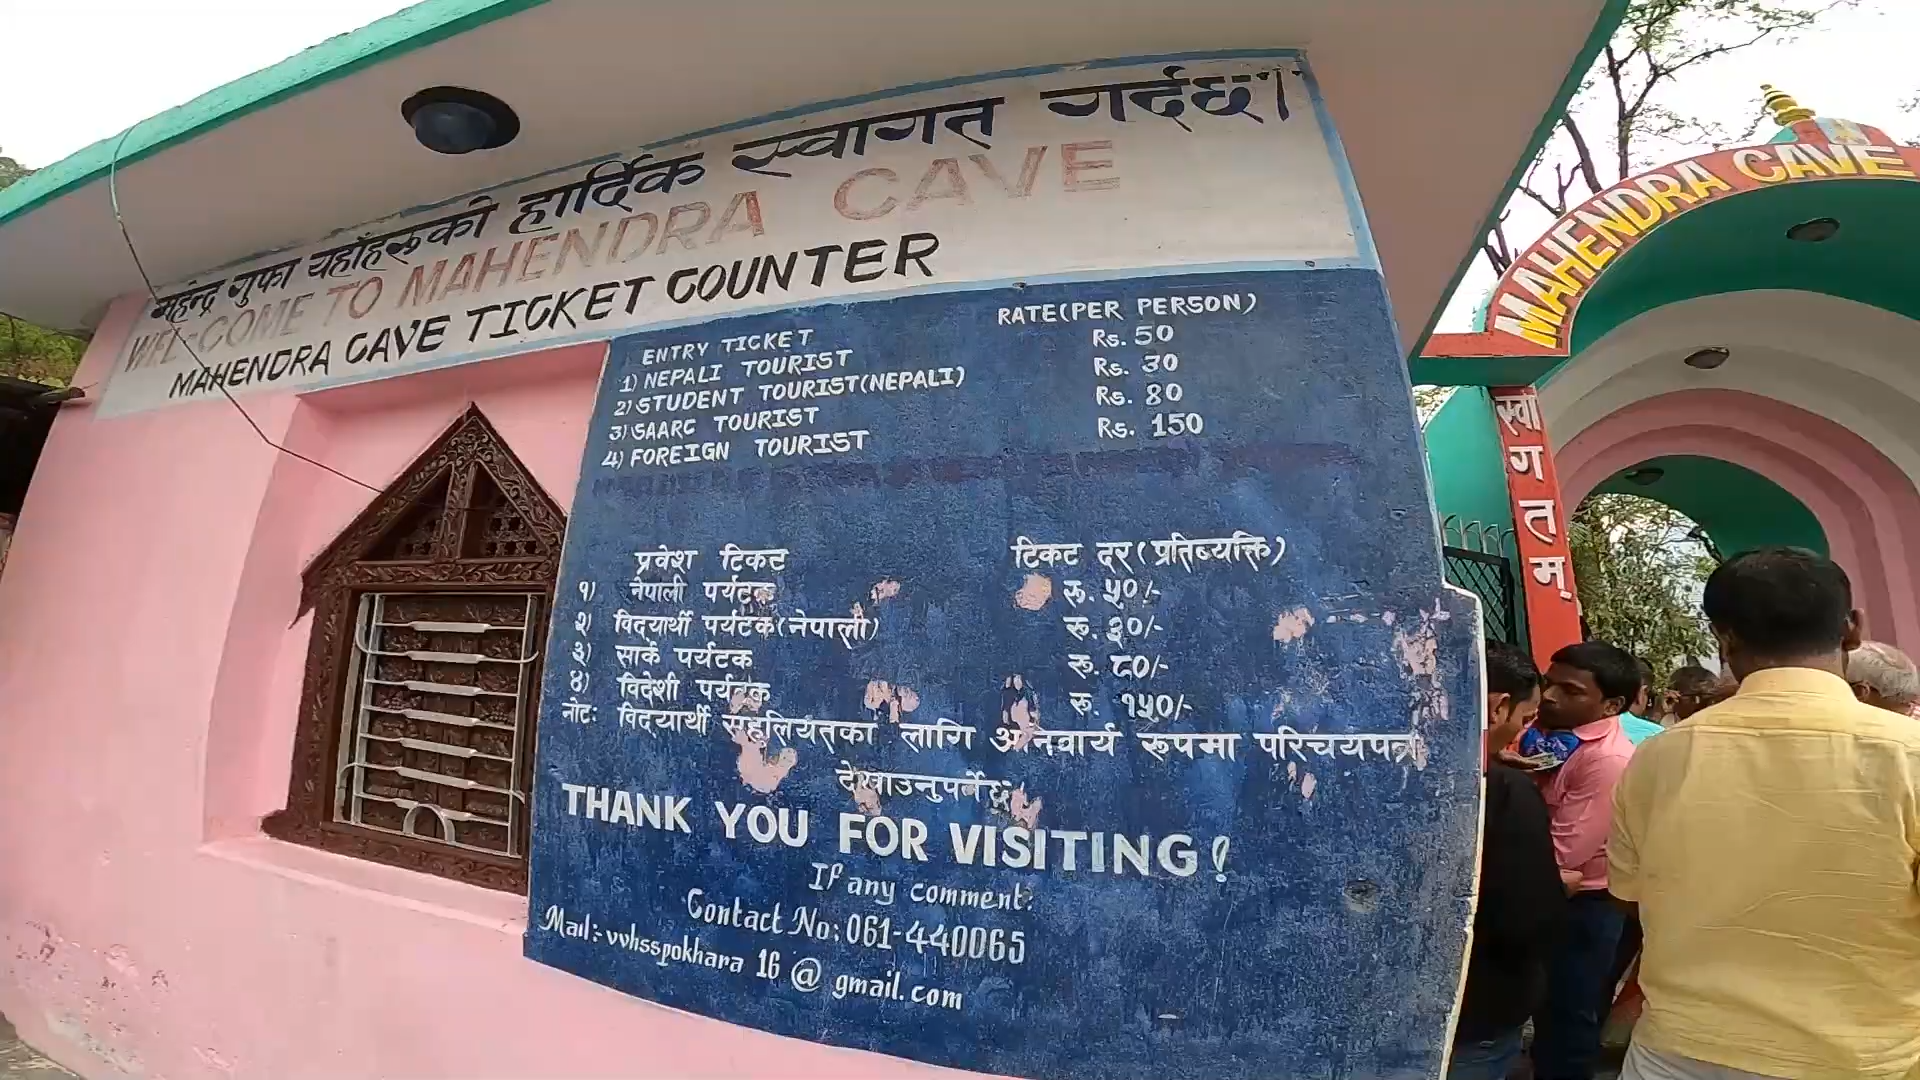 महेन्द्र गुफा यहाँहरूको हार्दिक स्वागत गर्दछ।
WELCOME TO MAHENDRA CAVE
MAHENDRA CAVE TICKET COUNTER
ENTRY TICKET RATE(PER PERSON)
1) NEPALI TOURIST Rs. 50
2) STUDENT TOURIST(NEPALI) Rs. 30
3) SAARC TOURIST Rs. 80
4) FOREIGN TOURIST Rs. 150
प्रवेश टिकट टिकट दर(प्रतिव्यक्ति)
१) नेपाली पर्यटक रू. ५०/-
२) विद्यार्थी पर्यटक(नेपाली) रू. ३०/-
३) सार्क पर्यटक रू. ८०/-
४) विदेशी पर्यटक रू. १५०/-
नोटः विद्यार्थी सहुलियतका लागि अनिवार्य रूपमा परिचयपत्र
देखाउनुपर्नेछ
THANK YOU FOR VISITING!
If any comment:
Contact No: 061-440065
Mail:- vvhsspokhara 16 @ gmail.com
MAHENDRA CAVE
स्वागतम्